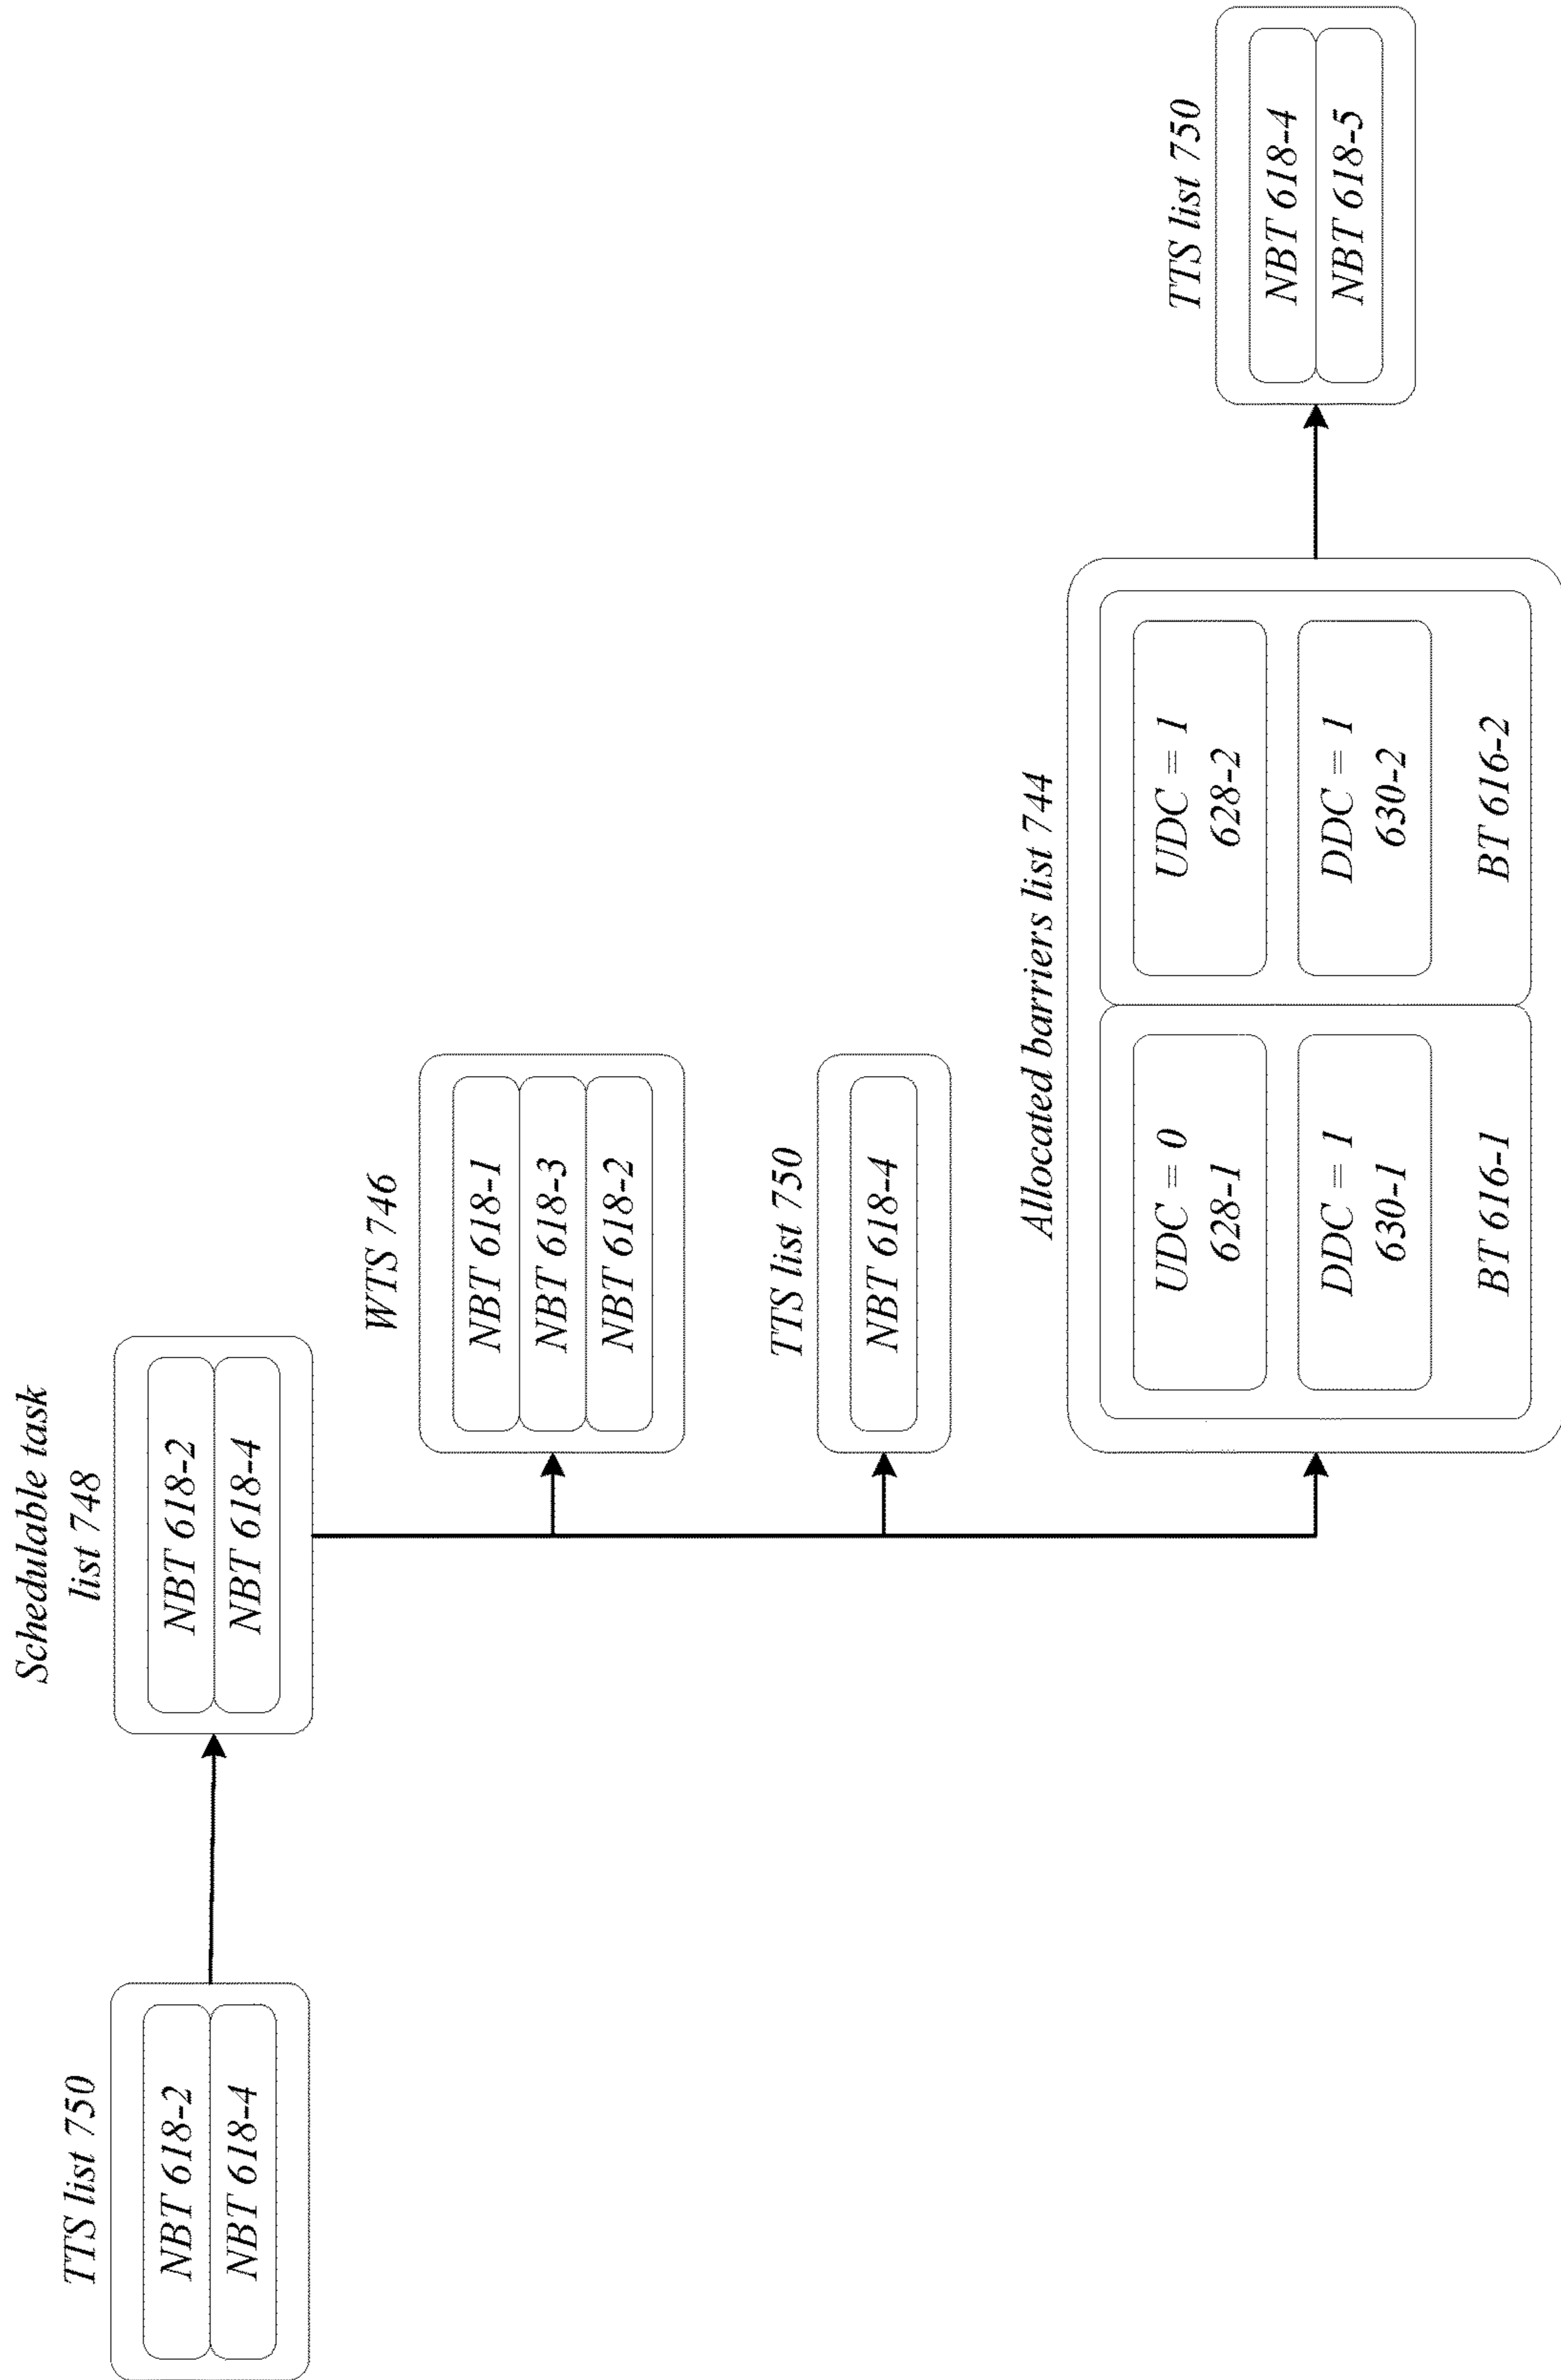 TTS list 750
NBT 618-2
NBT 618-4
Schedulable task
list 748
NBT 618-2
NBT 618-4
WTS 746
NBT 618-1
NBT 618-3
NBT 618-2
TTS list 750
NBT 618-4
Allocated barriers list 744
UDC = 0
628-1
DDC = 1
630-1
BT 616-1
UDC = 1
628-2
DDC = 1
630-2
BT 616-2
TTS list 750
NBT 618-4
NBT 618-5